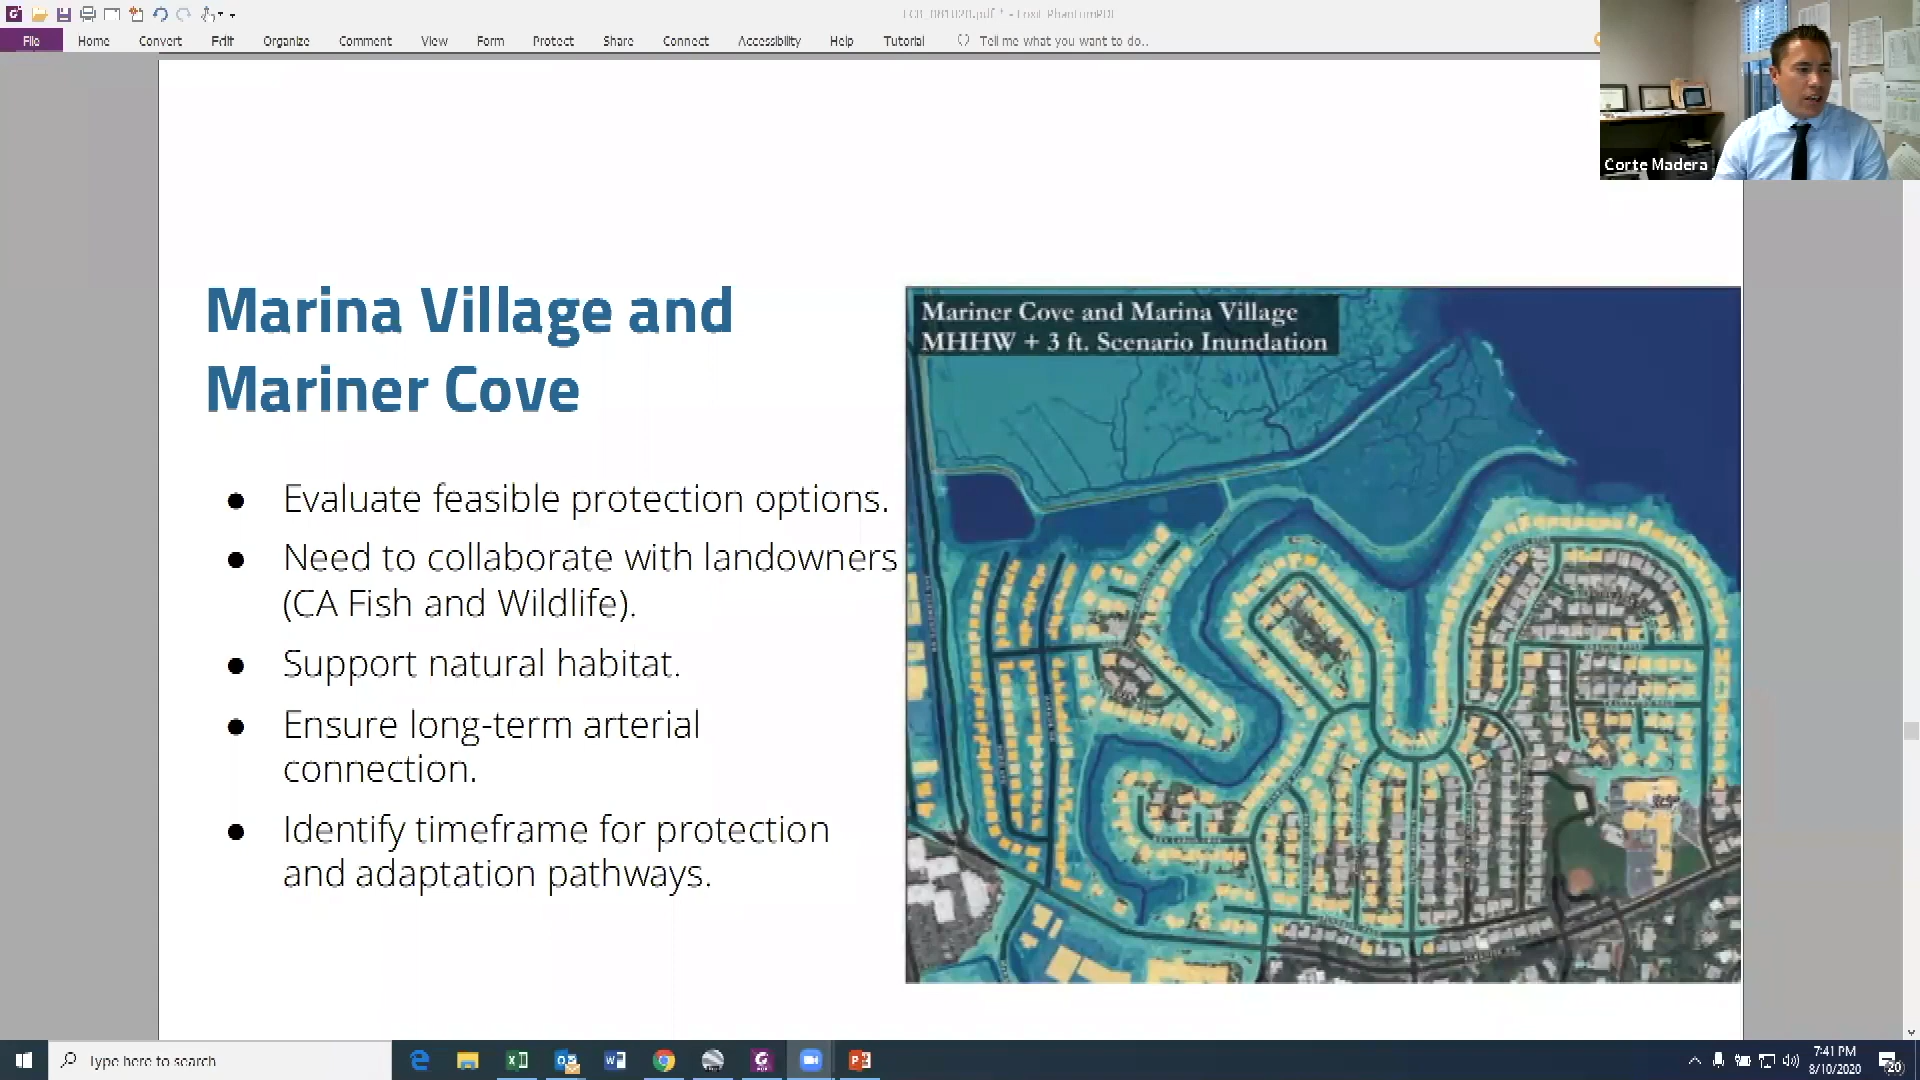 File Home Convert Edit Organize Comment View Form Protect Share Connect Accessibility Help Tutorial Tell me what you want to do..
Corte Madera
Marina Village and
Mariner Cove
Mariner Cove and Marina Village
MHHW + 3 ft. Scenario Inundation
● Evaluate feasible protection options.
● Need to collaborate with landowners
(CA Fish and Wildlife).
● Support natural habitat.
● Ensure long-term arterial
connection.
● Identify timeframe for protection
and adaptation pathways.
Type here to search
7:41 PM
8/10/2020
20